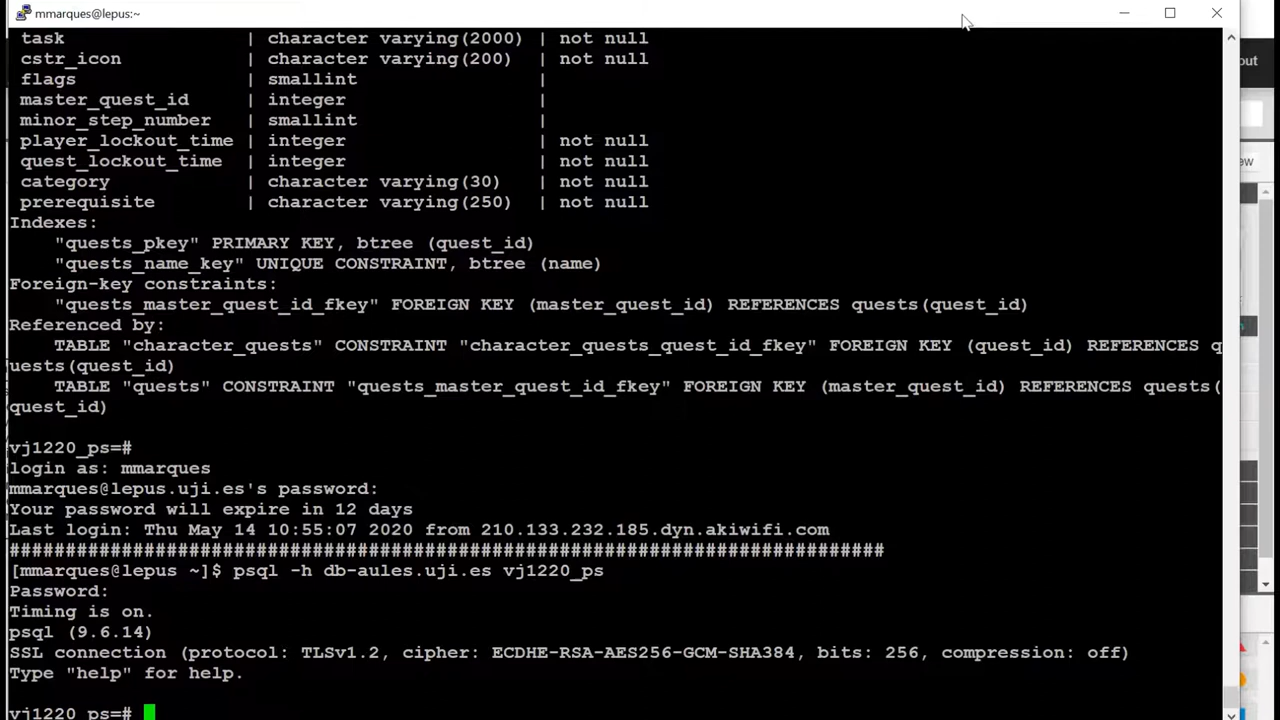 mmarques@lepus:~
task | character varying(2000) | not null
cstr_icon | character varying(200) | not null
flags | smallint |
master_quest_id | integer |
minor_step_number | smallint |
player_lockout_time | integer | not null
quest_lockout_time | integer | not null
category | character varying(30) | not null
prerequisite | character varying(250) | not null
Indexes:
"quests_pkey" PRIMARY KEY, btree (quest_id)
"quests_name_key" UNIQUE CONSTRAINT, btree (name)
Foreign-key constraints:
"quests_master_quest_id_fkey" FOREIGN KEY (master_quest_id) REFERENCES quests(quest_id)
Referenced by:
TABLE "character_quests" CONSTRAINT "character_quests_quest_id_fkey" FOREIGN KEY (quest_id) REFERENCES q
uests(quest_id)
TABLE "quests" CONSTRAINT "quests_master_quest_id_fkey" FOREIGN KEY (master_quest_id) REFERENCES quests(
quest_id)
vj1220_ps=#
login as: mmarques
mmarques@lepus.uji.es's password:
Your password will expire in 12 days
Last login: Thu May 14 10:55:07 2020 from 210.133.232.185.dyn.akiwifi.com
##############################################################################
[mmarques@lepus ~]$ psql -h db-aules.uji.es vj1220_ps
Password:
Timing is on.
psql (9.6.14)
SSL connection (protocol: TLSv1.2, cipher: ECDHE-RSA-AES256-GCM-SHA384, bits: 256, compression: off)
Type "help" for help.
vj1220_ps=#
out
ew